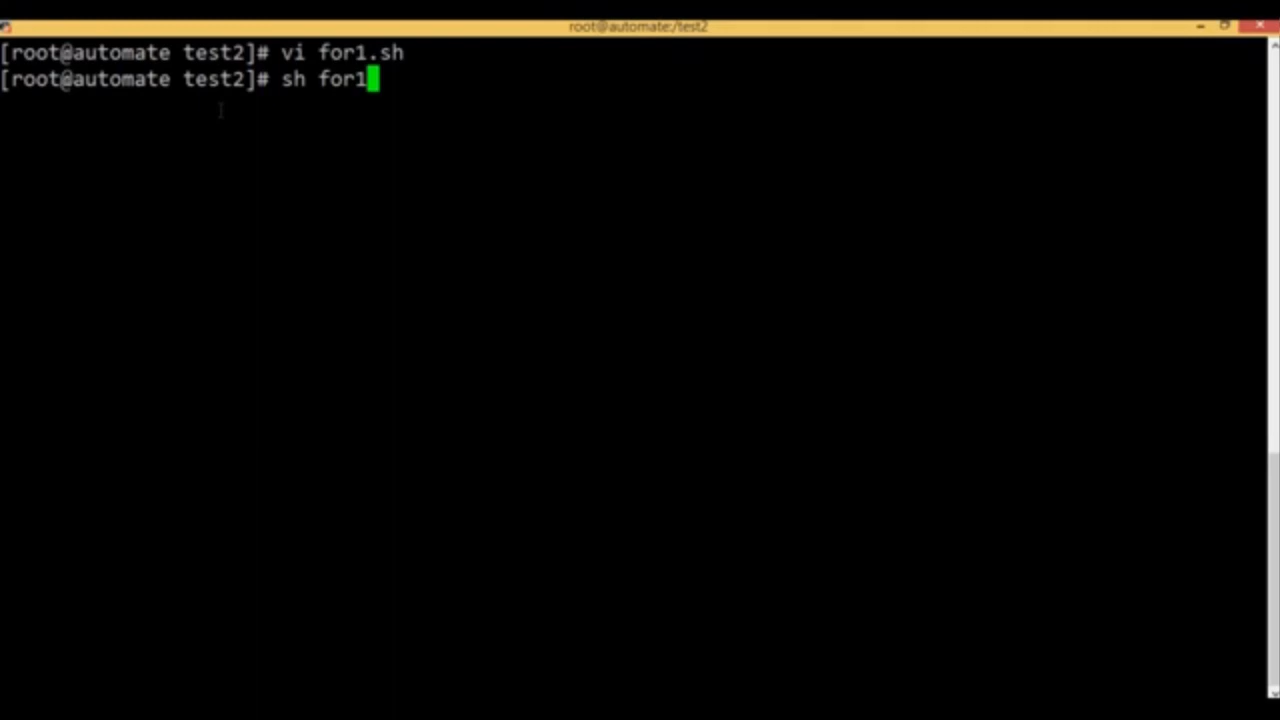 root@automate:/test2
[root@automate test2]# vi for1.sh
[root@automate test2]# sh for1